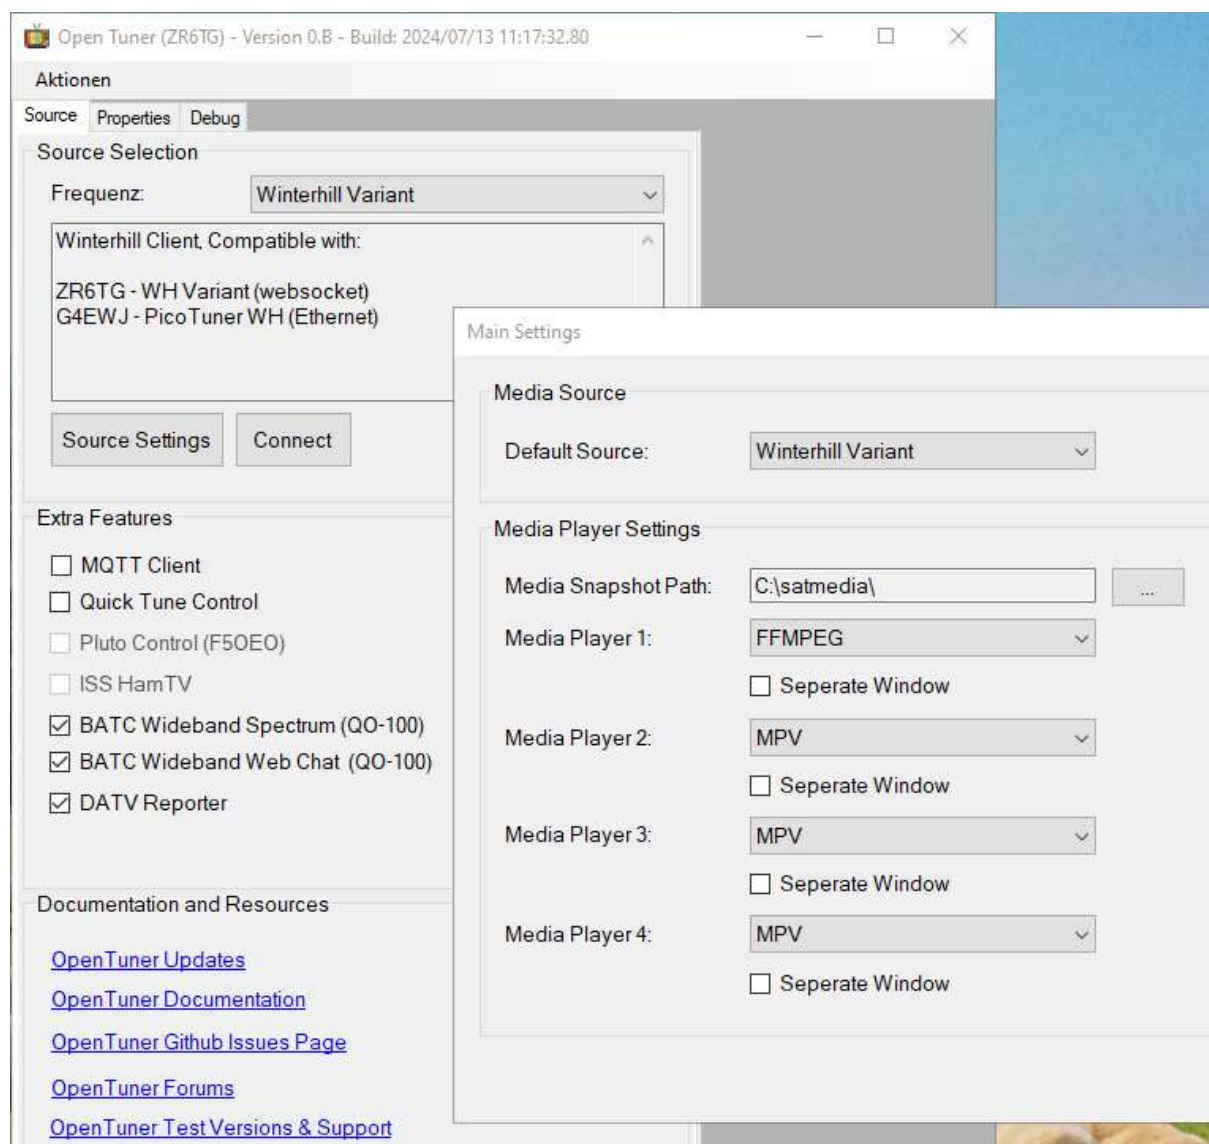 Open Tuner (ZR6TG) - Version 0.B - Build: 2024/07/13 11:17:32.80
Aktionen
Source Properties Debug
Source Selection
Frequenz: Winterhill Variant
Winterhill Client, Compatible with:
ZR6TG - WH Variant (websocket)
G4EWJ - PicoTuner WH (Ethernet)
Source Settings Connect
Extra Features
MQTT Client
Quick Tune Control
Pluto Control (F5OEO)
ISS HamTV
BATC Wideband Spectrum (QO-100)
BATC Wideband Web Chat (QO-100)
DATV Reporter
Documentation and Resources
OpenTuner Updates
OpenTuner Documentation
OpenTuner Github Issues Page
OpenTuner Forums
OpenTuner Test Versions & Support
Main Settings
Media Source
Default Source: Winterhill Variant
Media Player Settings
Media Snapshot Path: C:\satmedia\ ...
Media Player 1: FFMPEG
Seperate Window
Media Player 2: MPV
Seperate Window
Media Player 3: MPV
Seperate Window
Media Player 4: MPV
Seperate Window